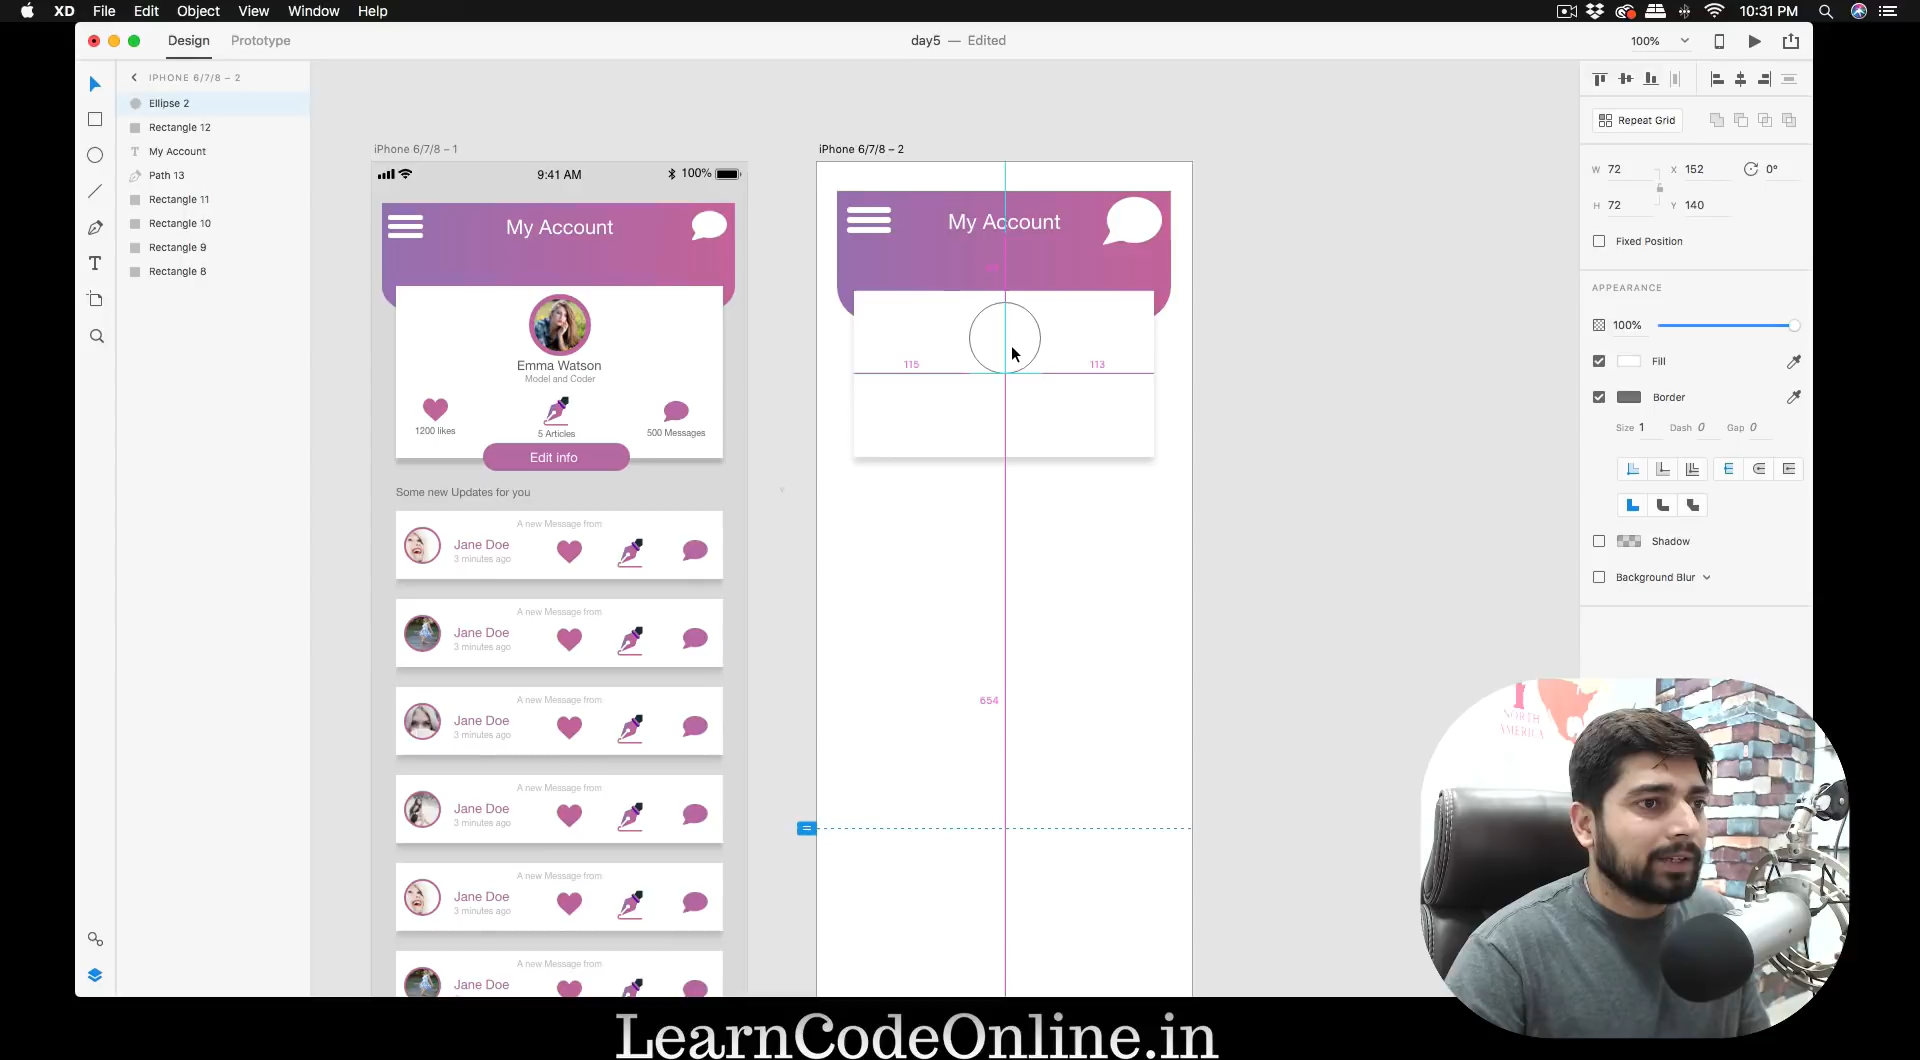 XD File Edit Object View Window Help
10:31 PM
Design Prototype
day5 — Edited
100%
IPHONE 6/7/8 – 2
Ellipse 2
Rectangle 12
My Account
Path 13
Rectangle 11
Rectangle 10
Rectangle 9
Rectangle 8
iPhone 6/7/8 – 1
9:41 AM
100%
My Account
Emma Watson
Model and Coder
1200 likes
5 Articles
500 Messages
Edit info
Some new Updates for you
A new Message from
Jane Doe
3 minutes ago
A new Message from
Jane Doe
3 minutes ago
A new Message from
Jane Doe
3 minutes ago
A new Message from
Jane Doe
3 minutes ago
A new Message from
Jane Doe
3 minutes ago
A new Message from
Jane Doe
iPhone 6/7/8 – 2
My Account
115
113
654
Repeat Grid
W 72 X 152 0°
H 72 Y 140
Fixed Position
APPEARANCE
100%
Fill
Border
Size 1 Dash 0 Gap 0
Shadow
Background Blur
I
NORTH
AMERICA
LearnCodeOnline.in